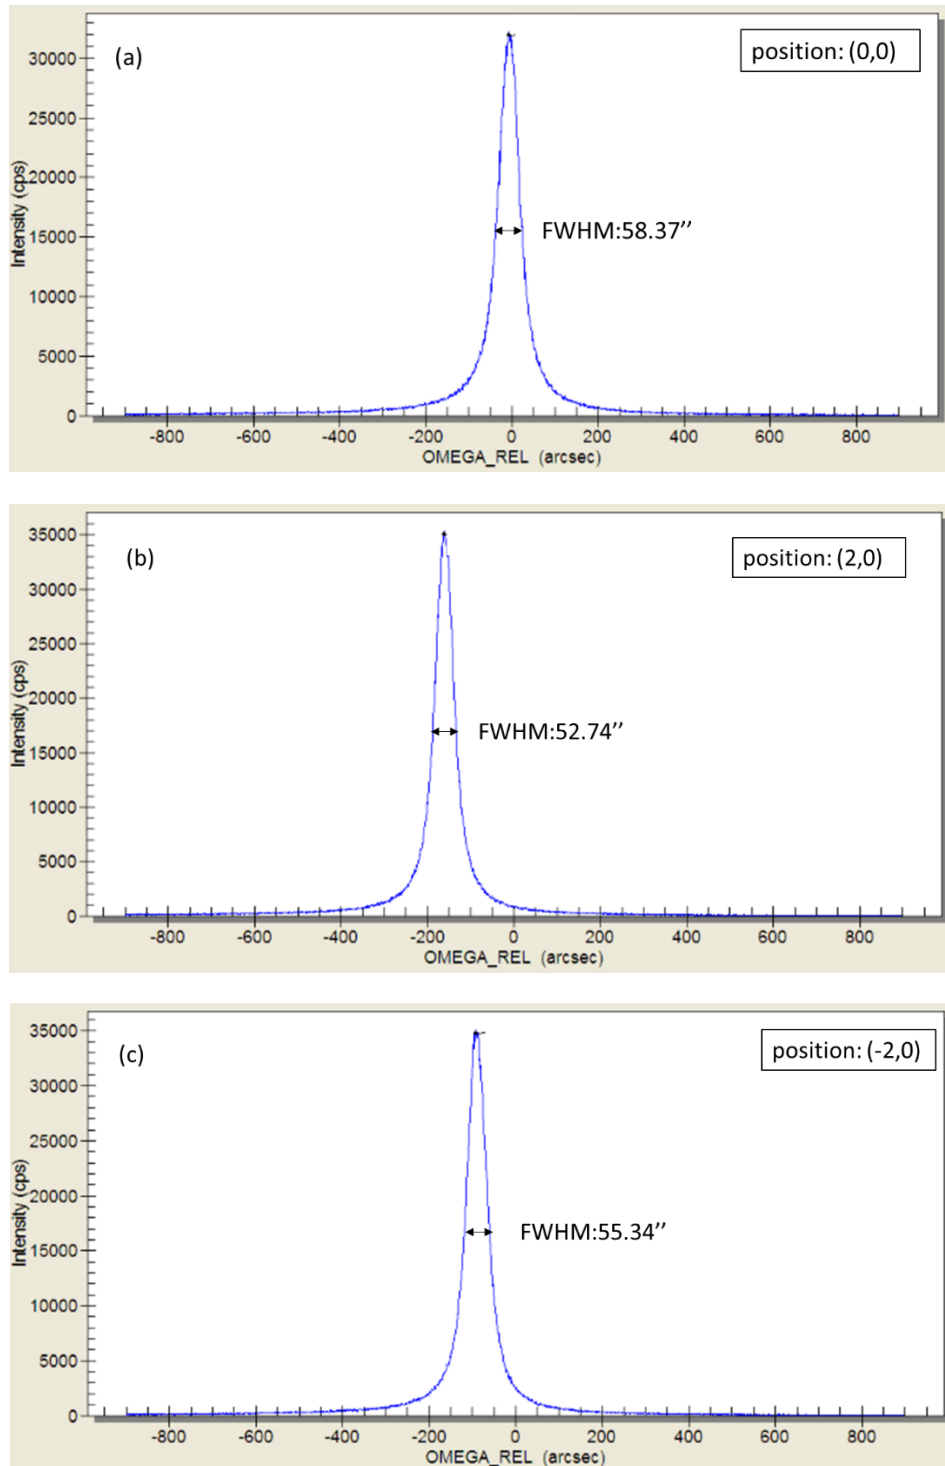 (a)
position: (0,0)
Intensity (cps)
30000
25000
20000
15000
10000
5000
0
FWHM:58.37’’
-800 -600 -400 -200 0 200 400 600 800
OMEGA_REL (arcsec)
(b)
position: (2,0)
Intensity (cps)
35000
30000
25000
20000
15000
10000
5000
0
FWHM:52.74’’
-800 -600 -400 -200 0 200 400 600 800
OMEGA_REL (arcsec)
(c)
position: (-2,0)
Intensity (cps)
35000
30000
25000
20000
15000
10000
5000
0
FWHM:55.34’’
-800 -600 -400 -200 0 200 400 600 800
OMEGA_REL (arcsec)